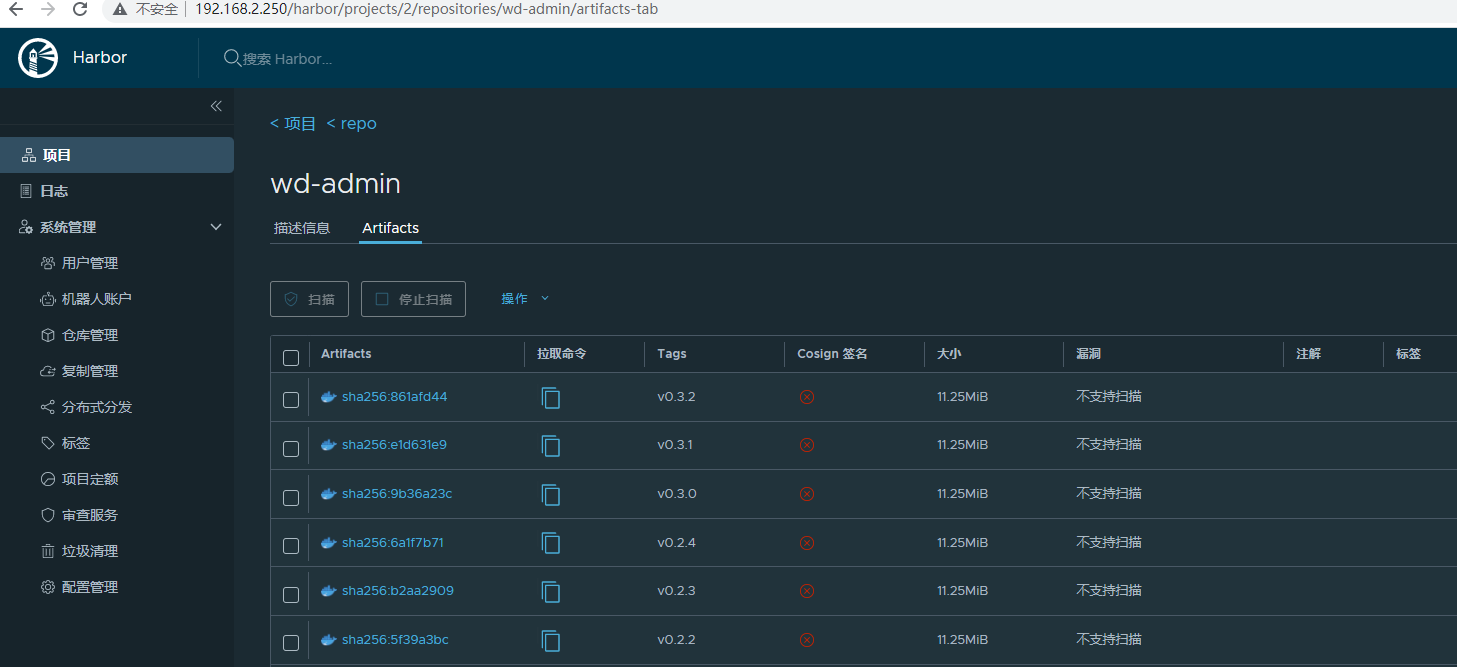 不安全 192.168.2.250/harbor/projects/2/repositories/wd-admin/artifacts-tab
Harbor 搜索 Harbor...
项目
日志
系统管理
用户管理
机器人账户
仓库管理
复制管理
分布式分发
标签
项目定额
审查服务
垃圾清理
配置管理
< 项目 < repo
wd-admin
描述信息 Artifacts
扫描 停止扫描 操作
Artifacts 拉取命令 Tags Cosign 签名 大小 漏洞 注解 标签
sha256:861afd44 v0.3.2 11.25MiB 不支持扫描
sha256:e1d631e9 v0.3.1 11.25MiB 不支持扫描
sha256:9b36a23c v0.3.0 11.25MiB 不支持扫描
sha256:6a1f7b71 v0.2.4 11.25MiB 不支持扫描
sha256:b2aa2909 v0.2.3 11.25MiB 不支持扫描
sha256:5f39a3bc v0.2.2 11.25MiB 不支持扫描